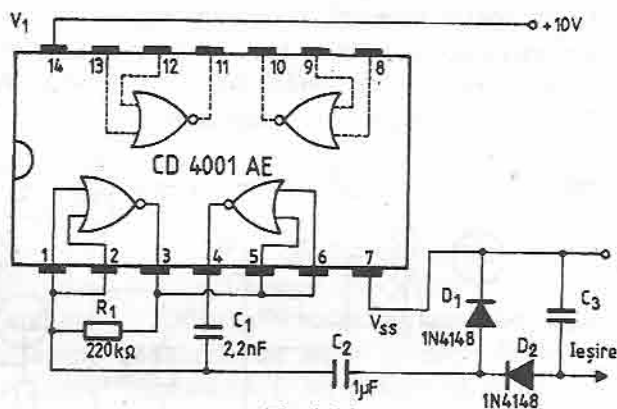 V1
+10V
14 13 12 11 10 9 8
CD 4001 AE
1 2 3 4 5 6 7
R1
220kΩ
C1
2,2nF
VSS
D1
1N4148
C3
C2
1µF
D2
1N4148
Ieșire